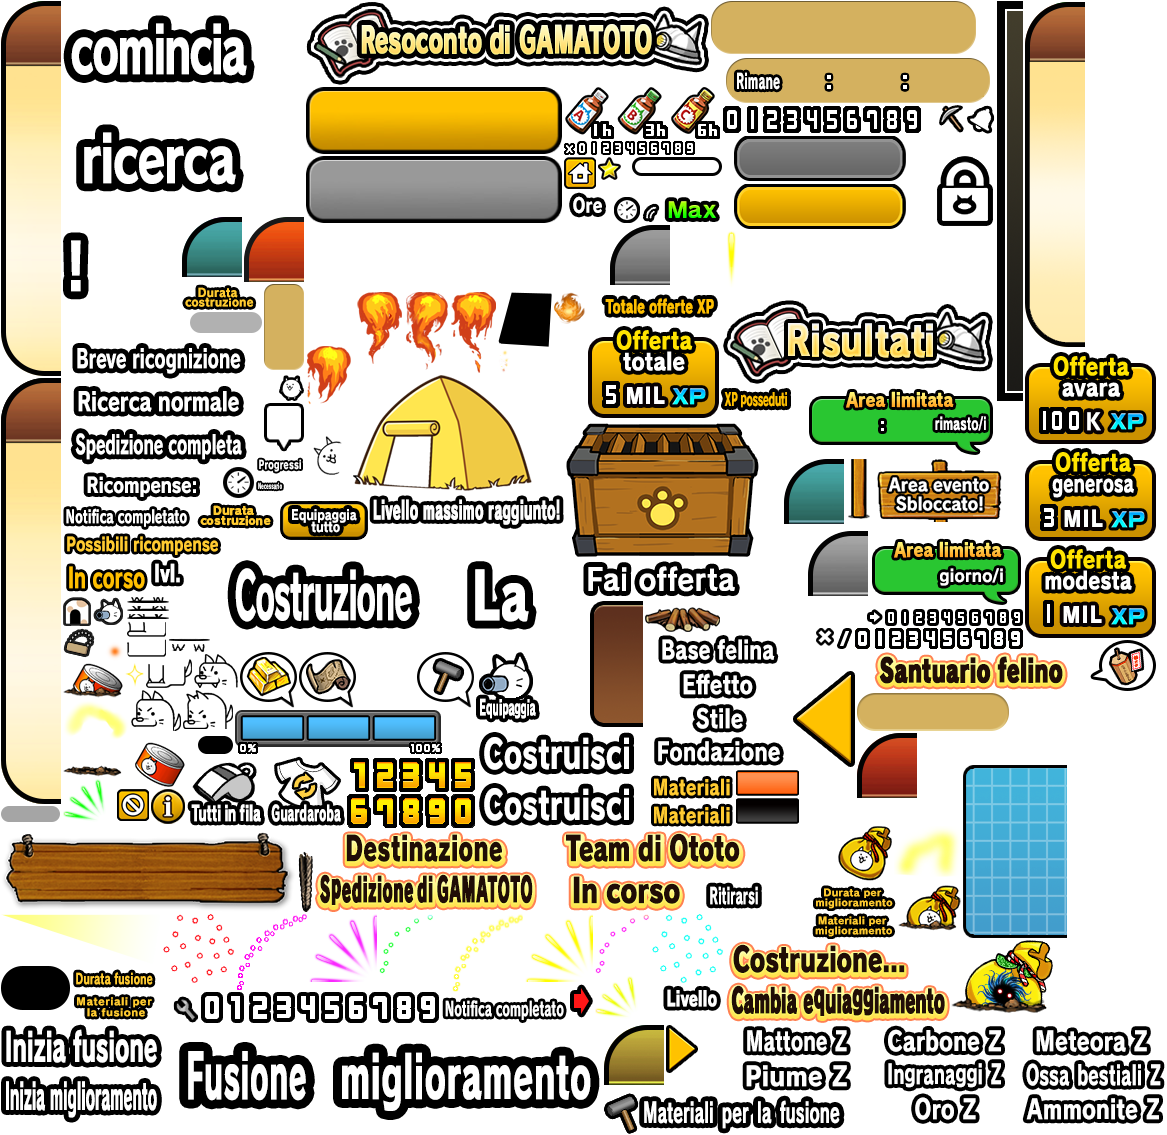 comincia
Resoconto di GAMATOTO
Rimane : :
A 1h B 3h C 6h
0123456789
x0123456789
ricerca
Ore
Max
!
Durata
costruzione
Totale offerte XP
Offerta
totale
5 MIL XP
Risultati
Breve ricognizione
Ricerca normale
XP posseduti
Area limitata
: rimasto/i
Offerta
avara
100K XP
Spedizione completa
Progressi
Necessario
Ricompense:
Notifica completato
Durata
costruzione
Equipaggia
tutto
Livello massimo raggiunto!
Area evento
Sbloccato!
Offerta
generosa
3 MIL XP
Possibili ricompense
In corso
lvl.
Costruzione
La
Fai offerta
Area limitata
giorno/i
Offerta
modesta
1 MIL XP
➔0123456789
x/0123456789
Base felina
Effetto
Stile
Fondazione
Materiali
Materiali
Santuario felino
Equipaggia
0% 100%
Costruisci
Costruisci
Tutti in fila
Guardaroba
12345
67890
Destinazione
Team di Ototo
Spedizione di GAMATOTO
In corso
Ritirarsi
Durata per
miglioramento
Materiali per
miglioramento
Costruzione...
Durata fusione
Materiali per
la fusione
0123456789
Notifica completato
Livello
Cambia equiaggiamento
Inizia fusione
Inizia miglioramento
Fusione
miglioramento
Mattone Z
Carbone Z
Meteora Z
Piume Z
Ingranaggi Z
Ossa bestiali Z
Materiali per la fusione
Oro Z
Ammonite Z